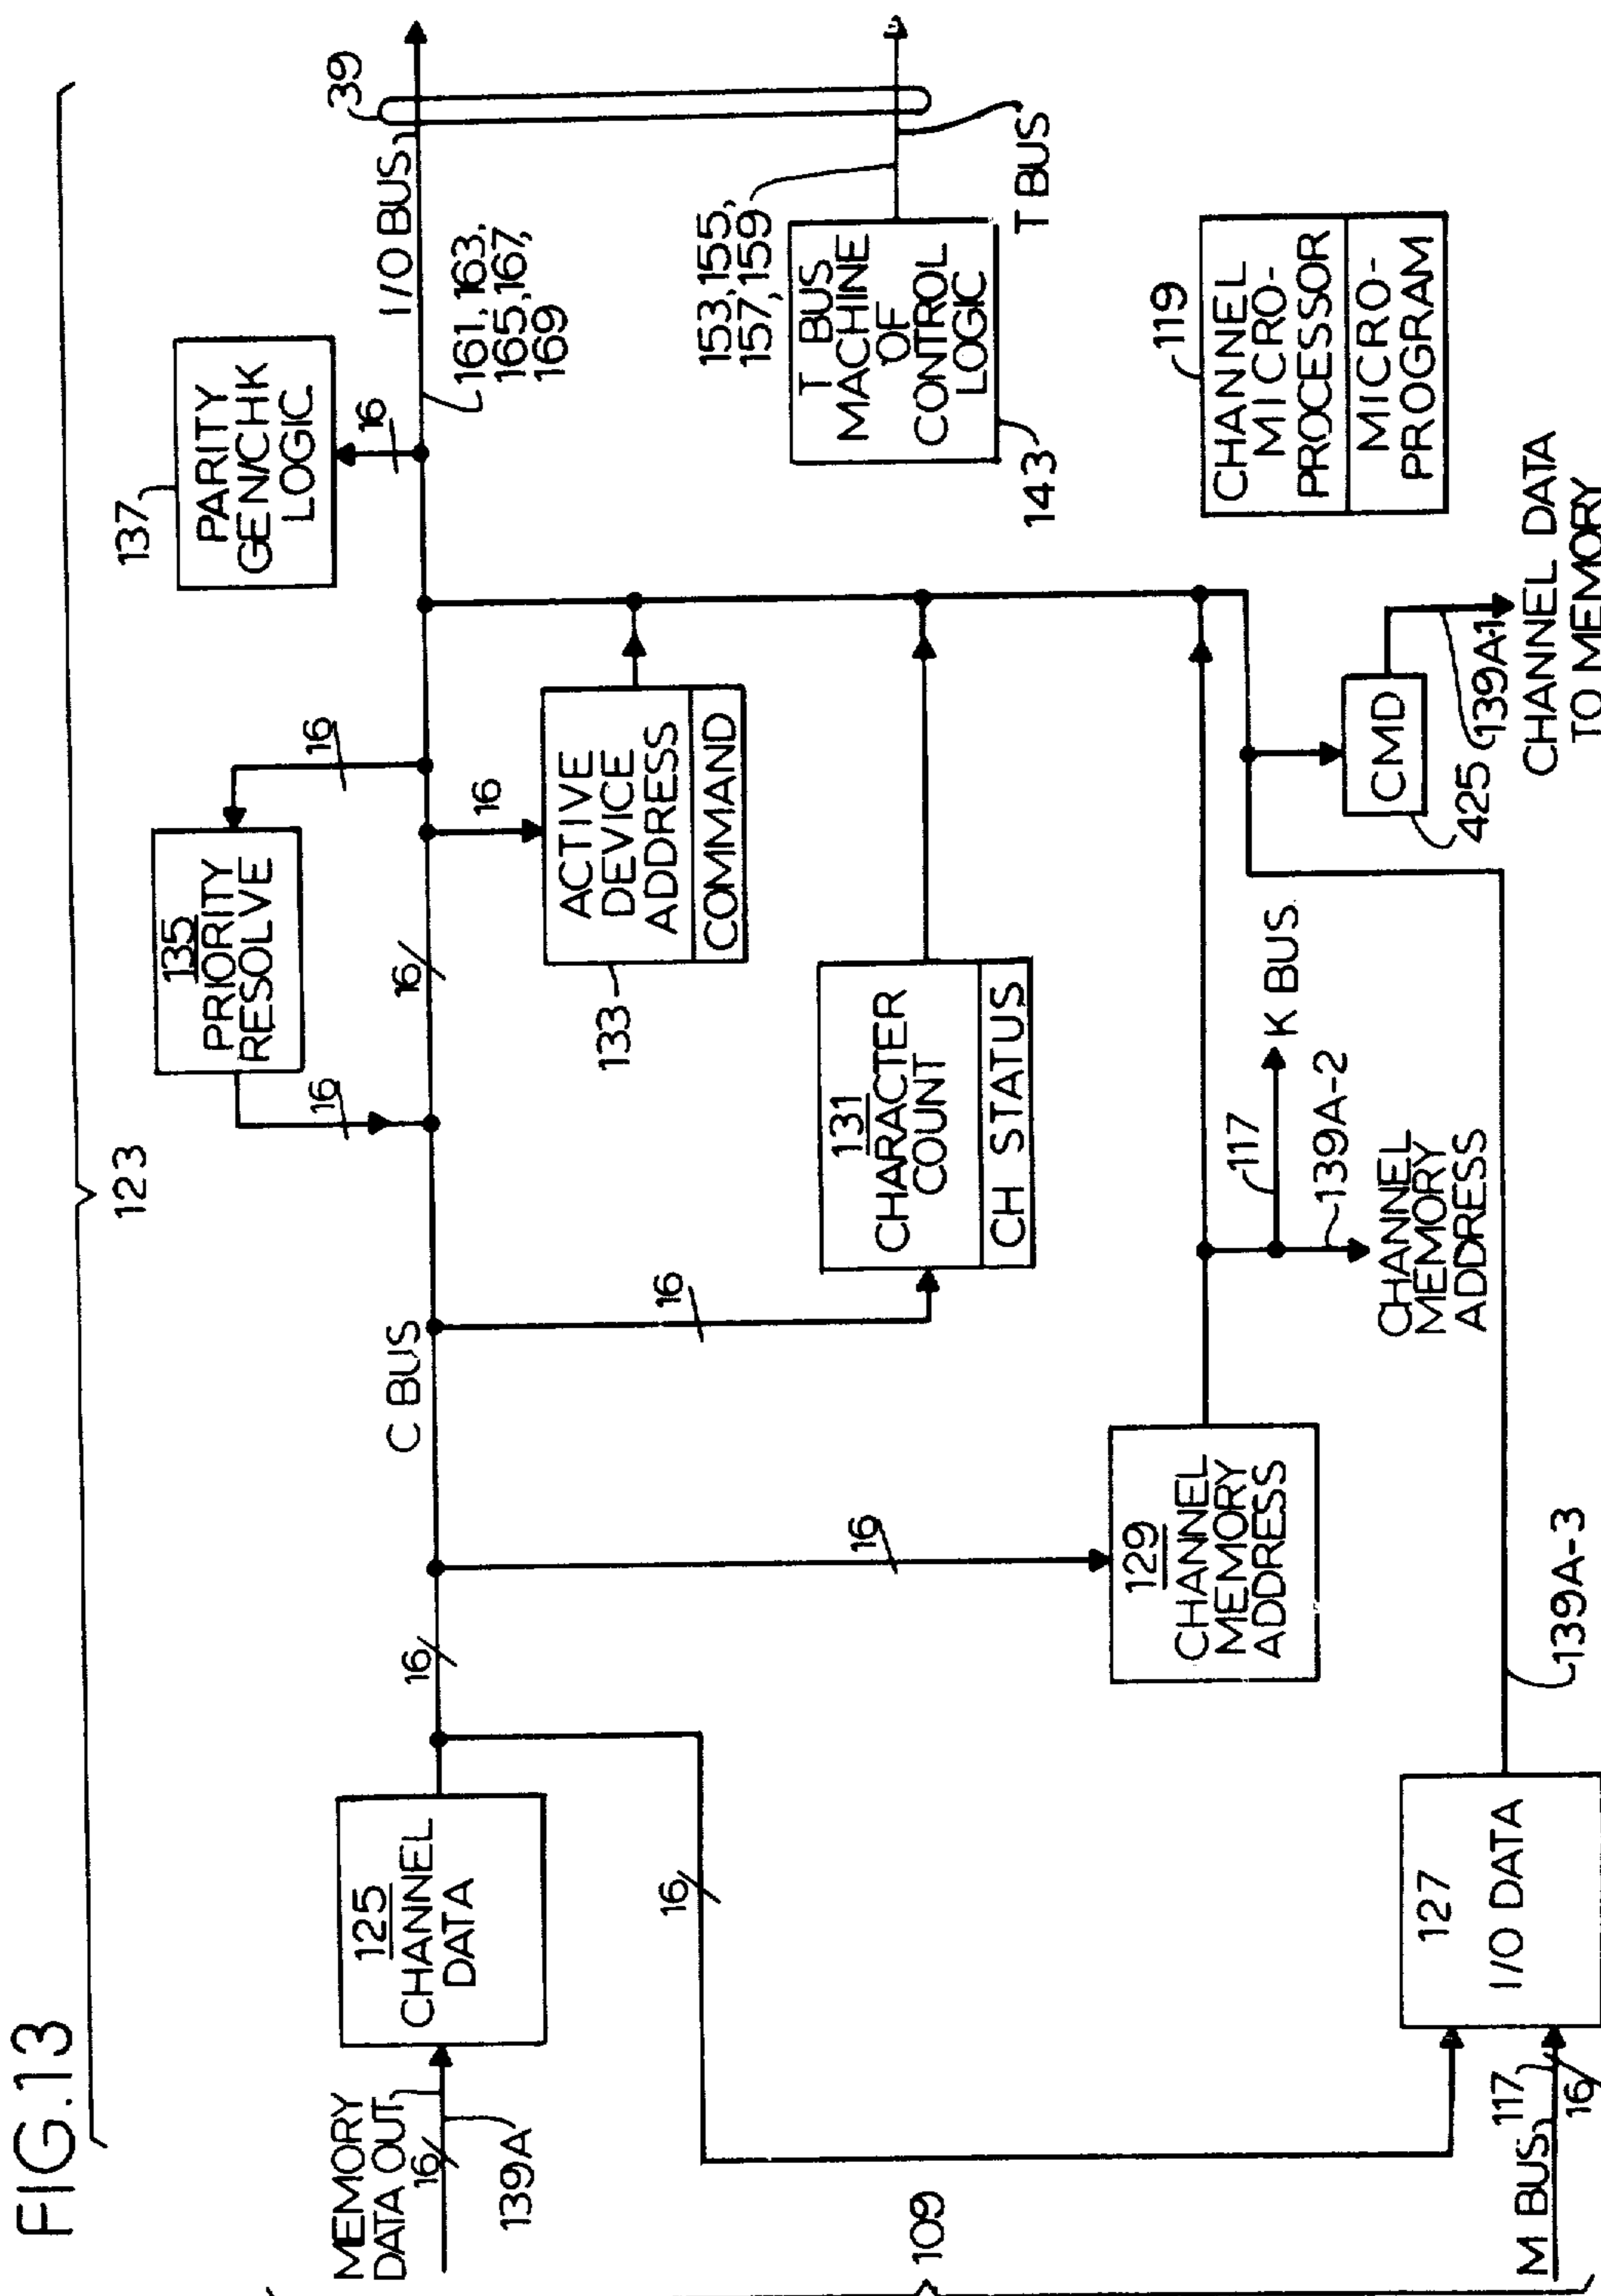 FIG.13
123
MEMORY
DATA OUT
16
139A
125
CHANNEL
DATA
16
C BUS
16
16
135
PRIORITY
RESOLVE
16
137
PARITY
GEN/CHK
LOGIC
16
I/O BUS
39
161, 163,
165, 167,
169
16
ACTIVE
DEVICE
ADDRESS
COMMAND
133
153, 155,
157, 159
T BUS
MACHINE
OF
CONTROL
LOGIC
143
T BUS
16
131
CHARACTER
COUNT
CH STATUS
119
CHANNEL
MICRO-
PROCESSOR
MICRO-
PROGRAM
16
129
CHANNEL
MEMORY
ADDRESS
117
K BUS
139A-2
CHANNEL
MEMORY
ADDRESS
CMD
425
139A-1
CHANNEL DATA
TO MEMORY
16
109
M BUS
117
16
127
I/O DATA
139A-3